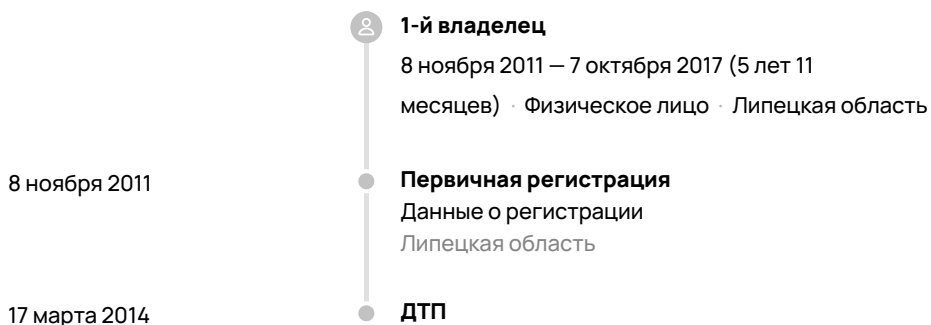 1-й владелец
8 ноября 2011 — 7 октября 2017 (5 лет 11
месяцев) · Физическое лицо · Липецкая область
8 ноября 2011
Первичная регистрация
Данные о регистрации
Липецкая область
17 марта 2014
ДТП